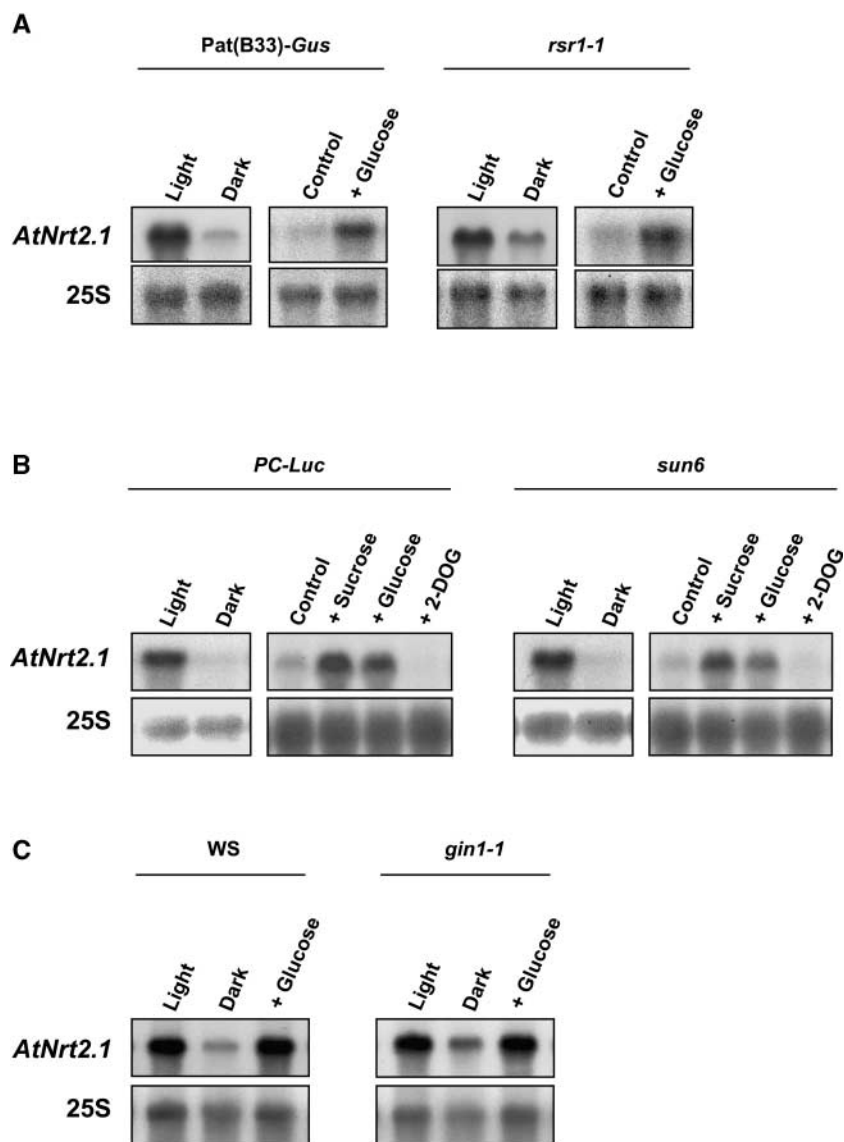 A
Pat(B33)-Gus rsr1-1
Light Dark Control + Glucose Light Dark Control + Glucose
AtNrt2.1
25S
B
PC-Luc sun6
Light Dark Control + Sucrose + Glucose + 2-DOG Light Dark Control + Sucrose + Glucose + 2-DOG
AtNrt2.1
25S
C
WS gin1-1
Light Dark + Glucose Light Dark + Glucose
AtNrt2.1
25S